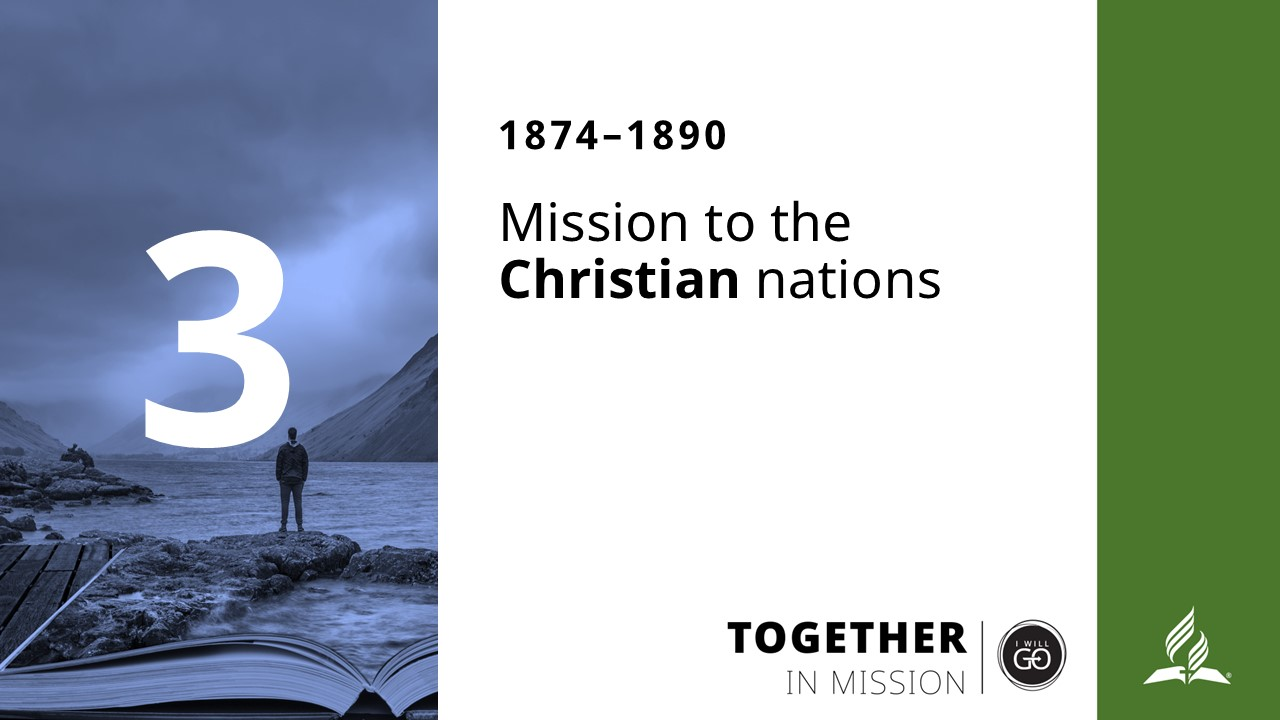 3
1874–1890
Mission to the
Christian nations
TOGETHER
IN MISSION
I WILL
GO
®